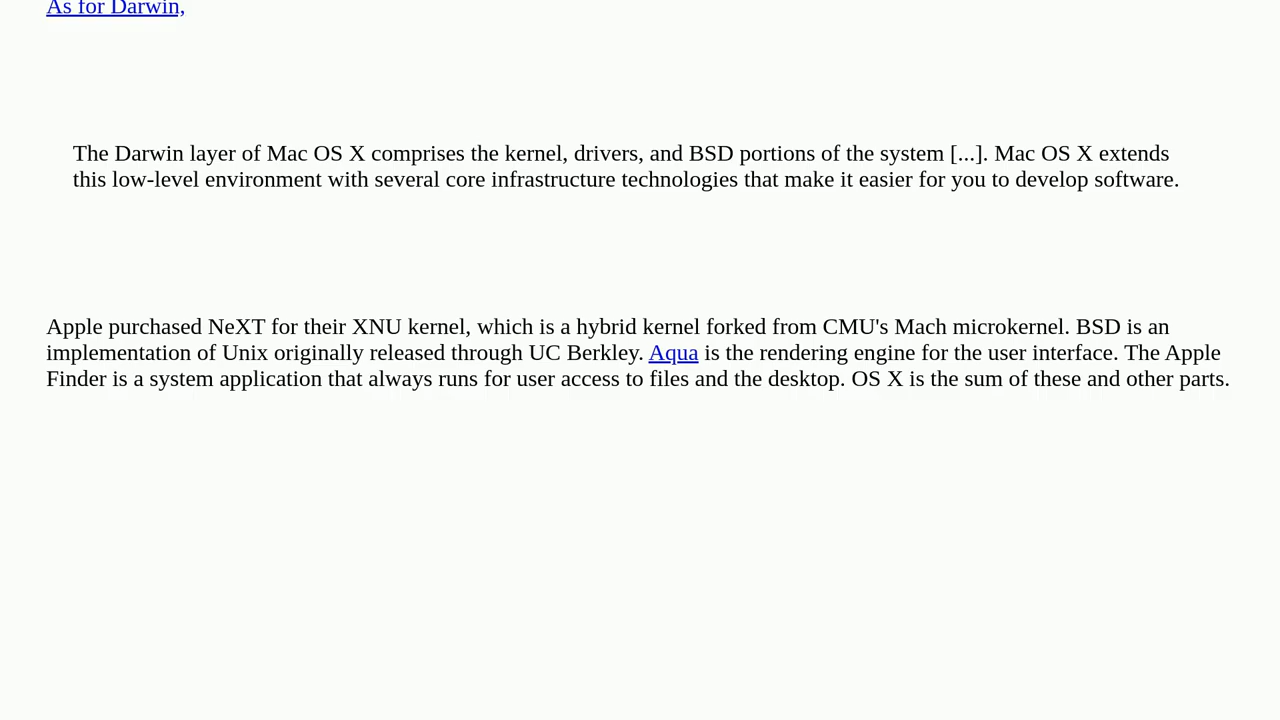 As for Darwin,
The Darwin layer of Mac OS X comprises the kernel, drivers, and BSD portions of the system [...]. Mac OS X extends
this low-level environment with several core infrastructure technologies that make it easier for you to develop software.
Apple purchased NeXT for their XNU kernel, which is a hybrid kernel forked from CMU's Mach microkernel. BSD is an
implementation of Unix originally released through UC Berkley. Aqua is the rendering engine for the user interface. The Apple
Finder is a system application that always runs for user access to files and the desktop. OS X is the sum of these and other parts.